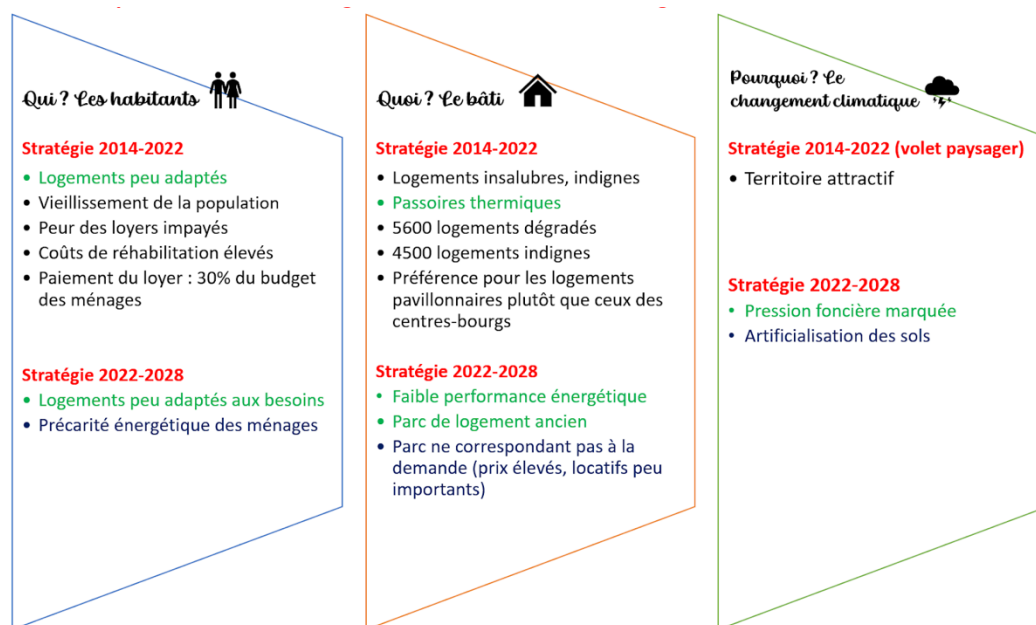 Qui ? Les habitants
Stratégie 2014-2022
• Logements peu adaptés
• Vieillissement de la population
• Peur des loyers impayés
• Coûts de réhabilitation élevés
• Paiement du loyer : 30% du budget
des ménages
Stratégie 2022-2028
• Logements peu adaptés aux besoins
• Précarité énergétique des ménages
Quoi ? Le bâti
Stratégie 2014-2022
• Logements insalubres, indignes
• Passoires thermiques
• 5600 logements dégradés
• 4500 logements indignes
• Préférence pour les logements
pavillonnaires plutôt que ceux des
centres-bourgs
Stratégie 2022-2028
• Faible performance énergétique
• Parc de logement ancien
• Parc ne correspondant pas à la
demande (prix élevés, locatifs peu
importants)
Pourquoi ? Le
changement climatique
Stratégie 2014-2022 (volet paysager)
• Territoire attractif
Stratégie 2022-2028
• Pression foncière marquée
• Artificialisation des sols